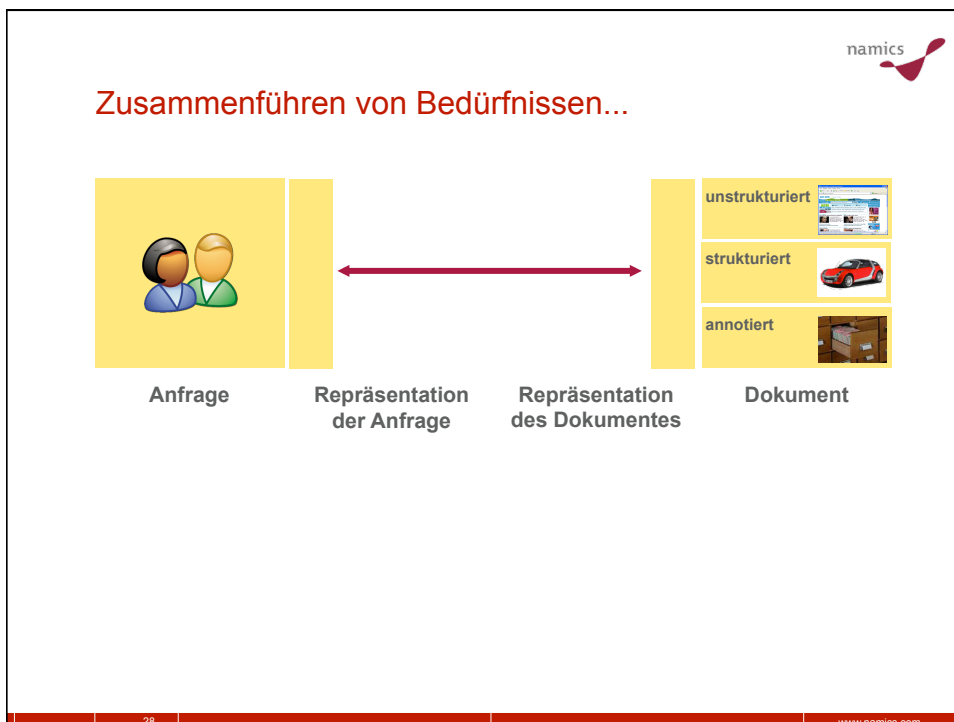 namics
Zusammenführen von Bedürfnissen...
unstrukturiert
strukturiert
annotiert
Anfrage
Repräsentation
der Anfrage
Repräsentation
des Dokumentes
Dokument
28
www.namics.com